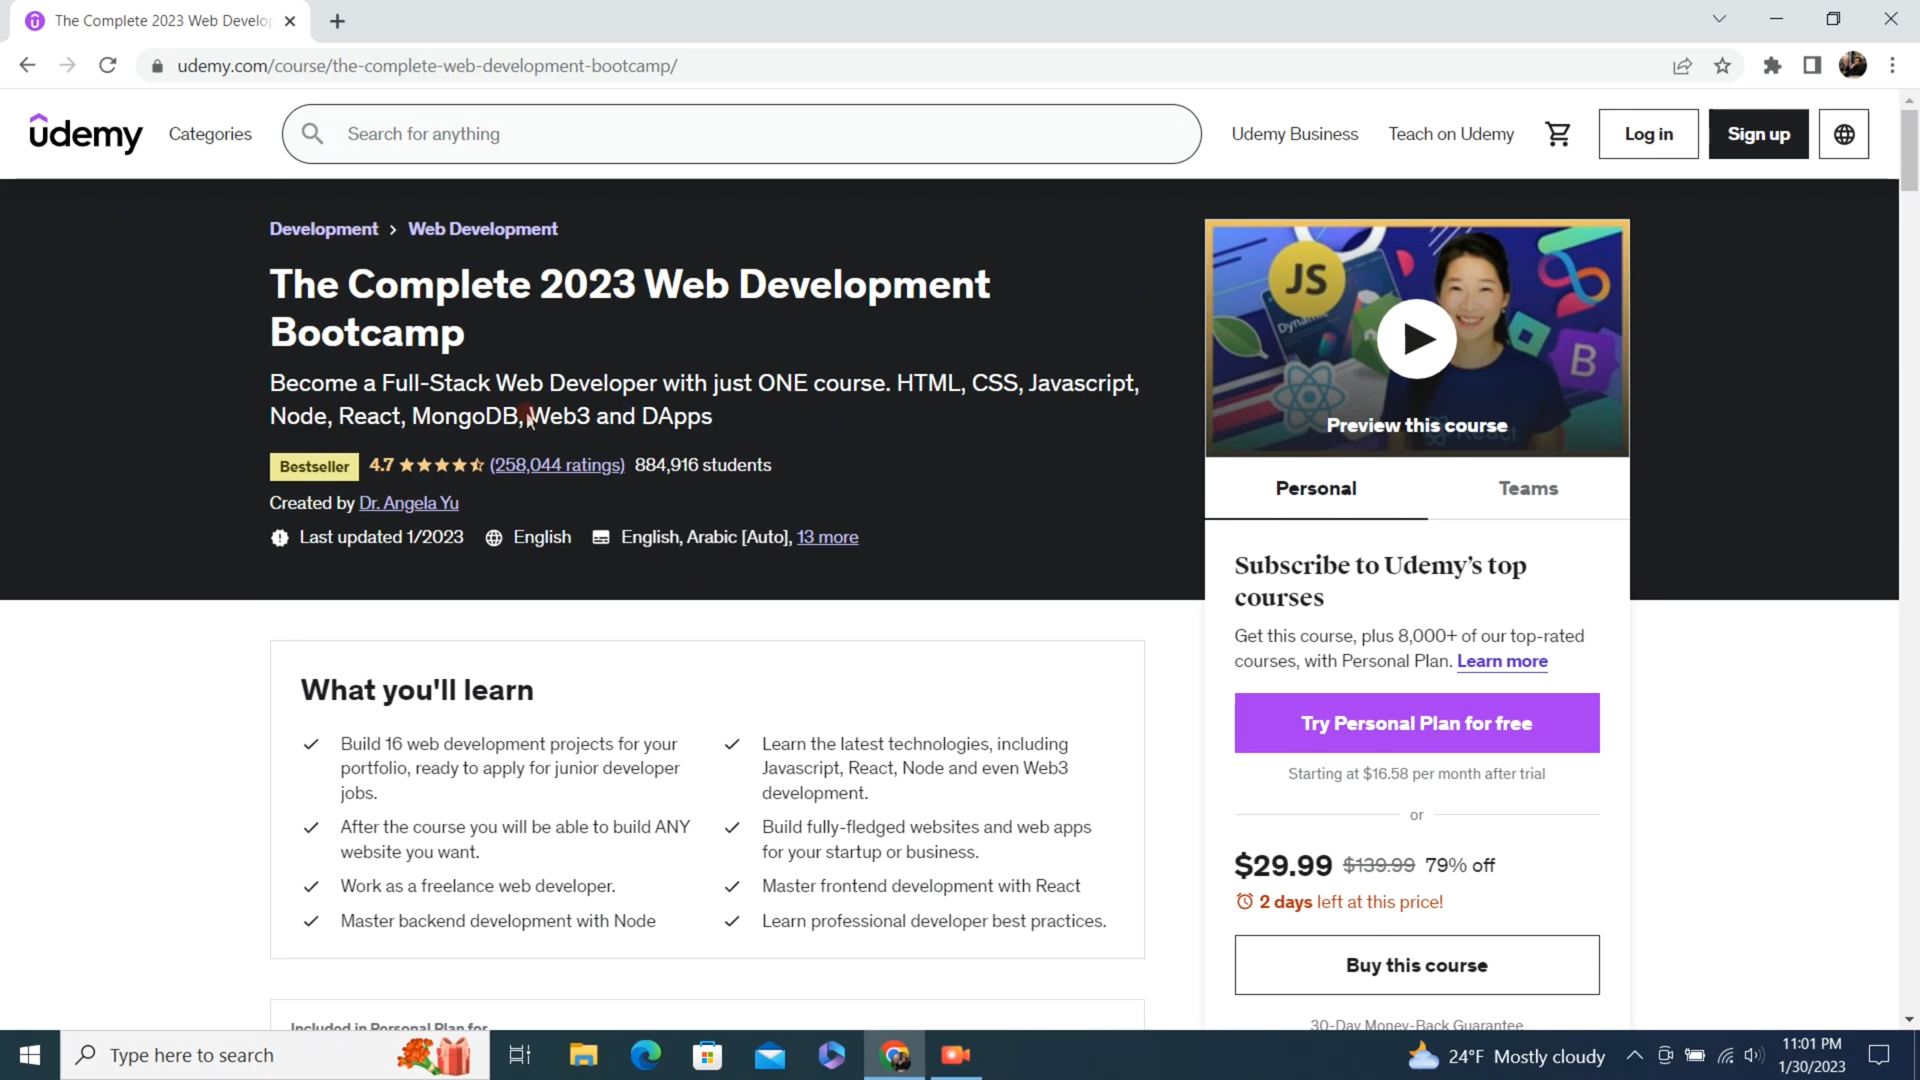 The Complete 2023 Web Develo
udemy.com/course/the-complete-web-development-bootcamp/
ûdemy Categories Search for anything Udemy Business Teach on Udemy Log in Sign up
Development > Web Development
The Complete 2023 Web Development
Bootcamp
Become a Full-Stack Web Developer with just ONE course. HTML, CSS, Javascript,
Node, React, MongoDB, Web3 and DApps
Bestseller 4.7 (258,044 ratings) 884,916 students
Created by Dr. Angela Yu
Last updated 1/2023 English English, Arabic [Auto], 13 more
JS
B
Preview this course
Personal Teams
Subscribe to Udemy's top
courses
Get this course, plus 8,000+ of our top-rated
courses, with Personal Plan. Learn more
Try Personal Plan for free
Starting at $16.58 per month after trial
or
$29.99 $139.99 79% off
2 days left at this price!
Buy this course
30-Day Money-Back Guarantee
What you'll learn
Build 16 web development projects for your
portfolio, ready to apply for junior developer
jobs.
After the course you will be able to build ANY
website you want.
Work as a freelance web developer.
Master backend development with Node
Learn the latest technologies, including
Javascript, React, Node and even Web3
development.
Build fully-fledged websites and web apps
for your startup or business.
Master frontend development with React
Learn professional developer best practices.
Included in Personal Plan for
Type here to search
24°F Mostly cloudy
11:01 PM
1/30/2023